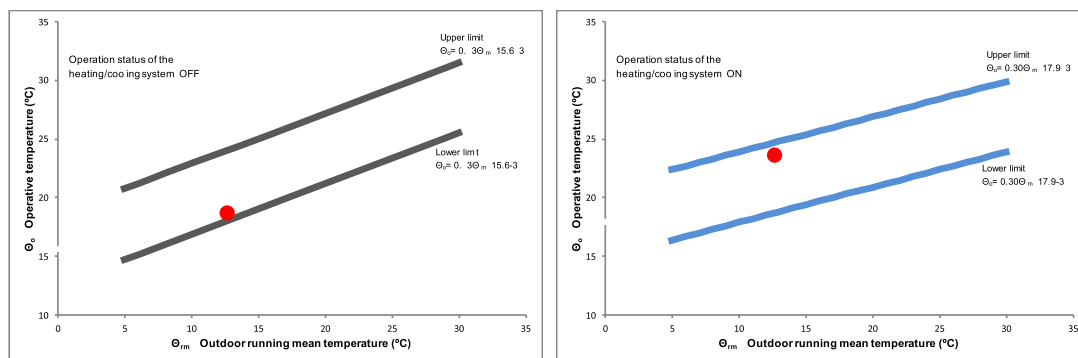 35
30
25
20
15
10
0
5
10
15
20
25
30
35
Θo Operative temperature (ºC)
Θrm Outdoor running mean temperature (ºC)
Operation status of the
heating/coo ing system OFF
Upper limit
Θo= 0. 3Θ m 15.6 3
Lower lim t
Θo= 0. 3Θ m 15.6-3
35
30
25
20
15
10
0
5
10
15
20
25
30
35
Θo Operative temperature (ºC)
Θrm Outdoor running mean temperature (ºC)
Operation status of the
heating/coo ing system ON
Upper limit
Θo= 0.30Θ m 17.9 3
Lower limit
Θo= 0.30Θ m 17.9-3